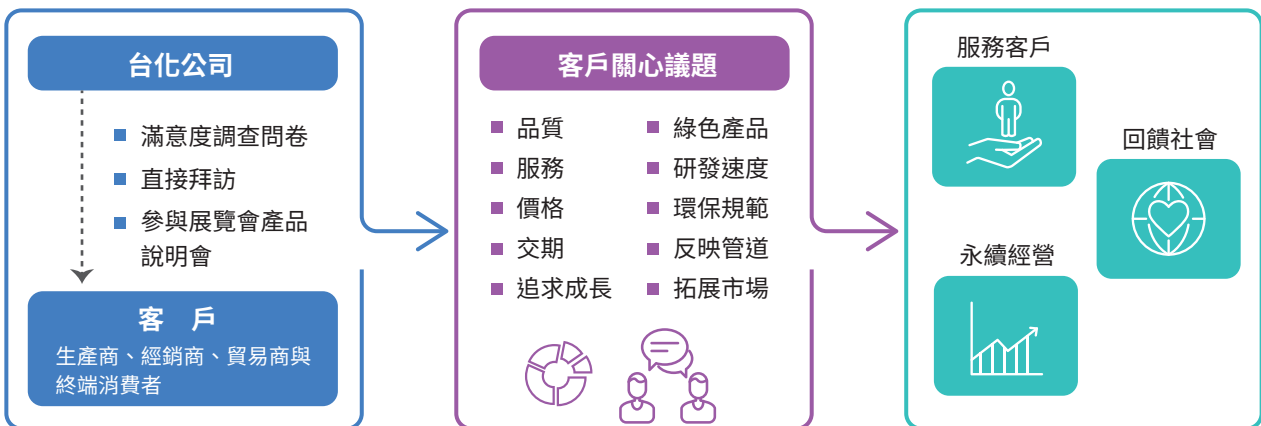 台化公司
滿意度調查問卷
直接拜訪
參與展覽會產品
說明會
客 戶
生產商、經銷商、貿易商與
終端消費者
客戶關心議題
品質
服務
價格
交期
追求成長
綠色產品
研發速度
環保規範
反映管道
拓展市場
服務客戶
回饋社會
永續經營